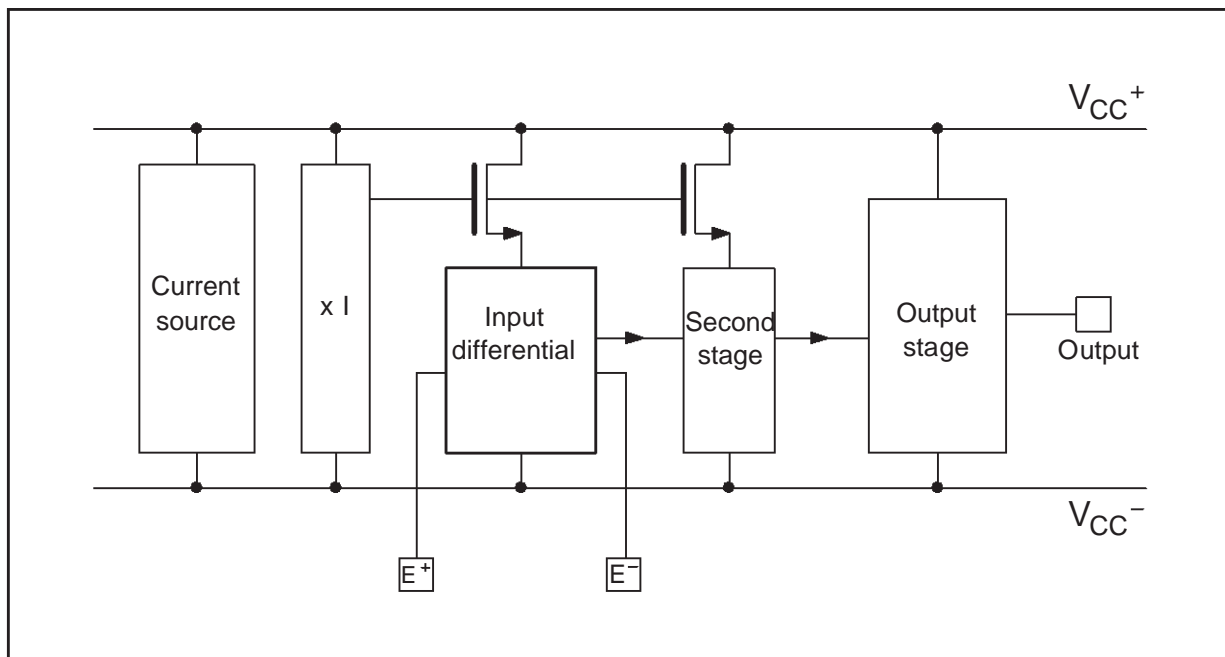 VCC+
Current
source
x I
Input
differential
Second
stage
Output
stage
Output
VCC−
E+
E−